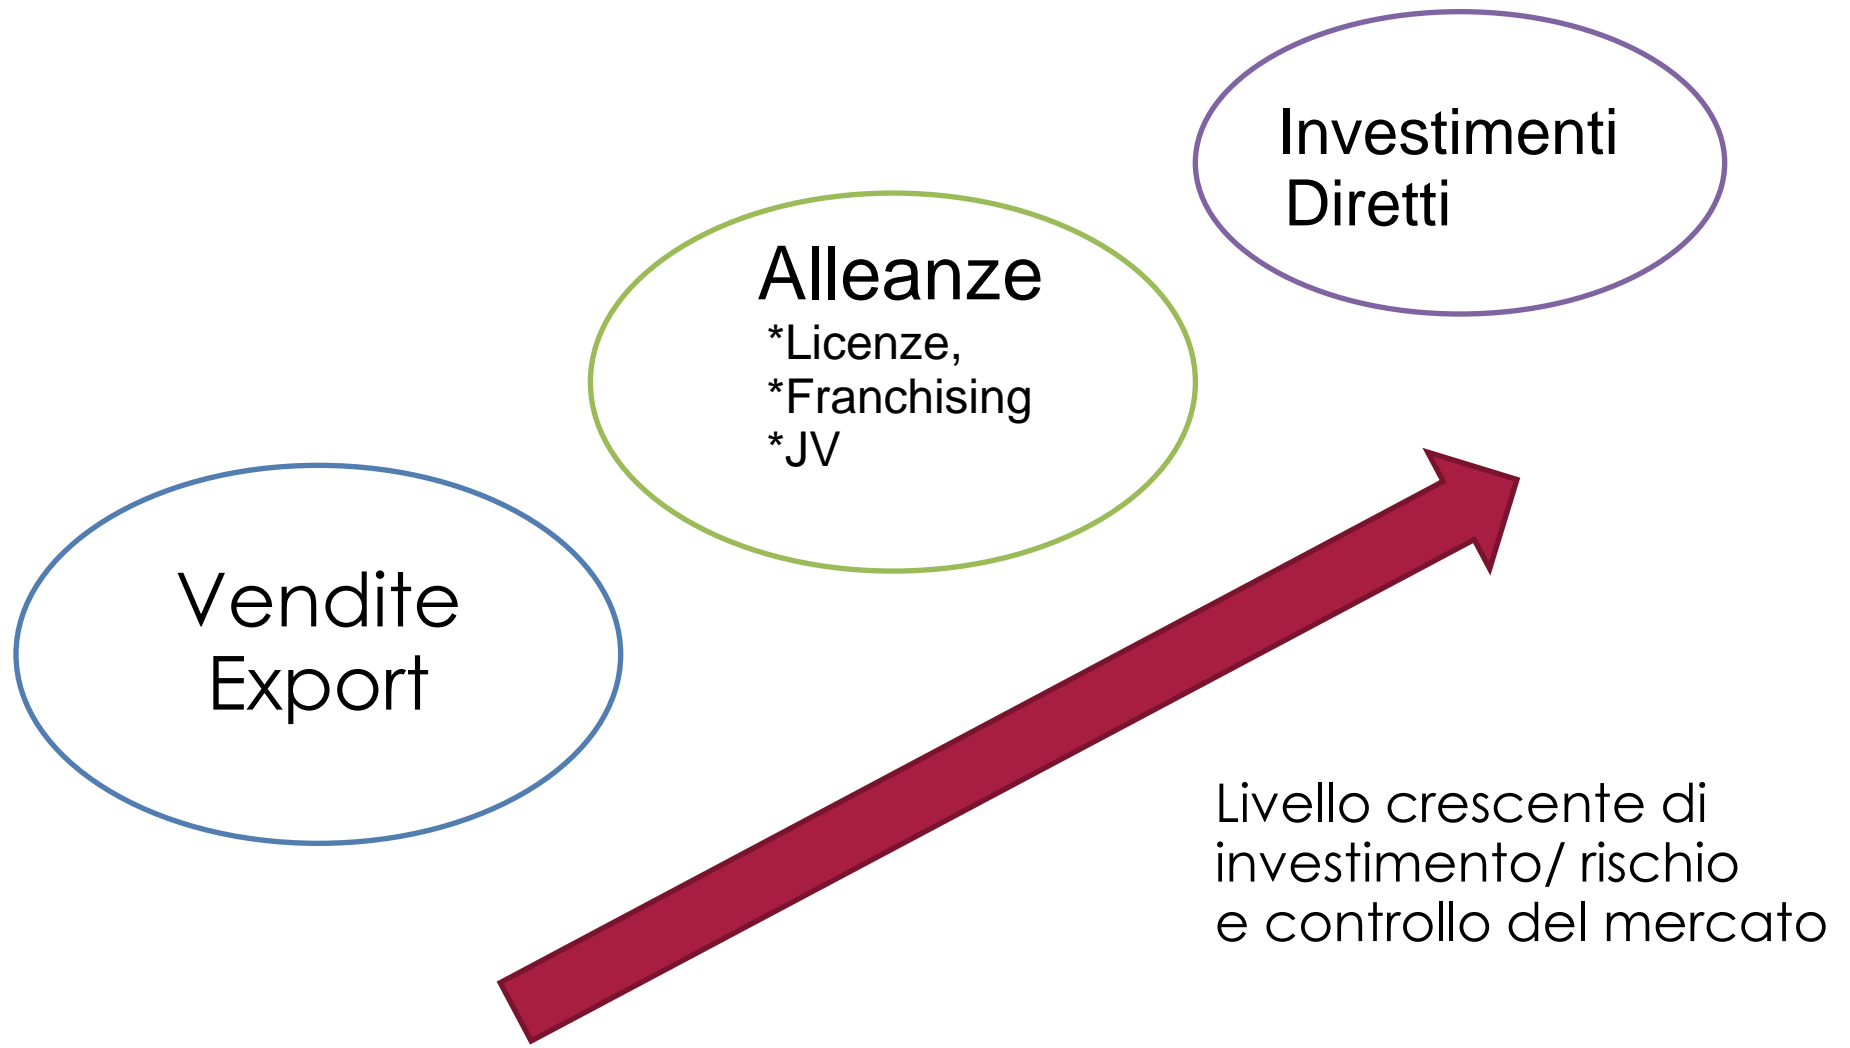 Investimenti
Diretti
Alleanze
*Licenze,
*Franchising
*JV
Vendite
Export
Livello crescente di
investimento/ rischio
e controllo del mercato